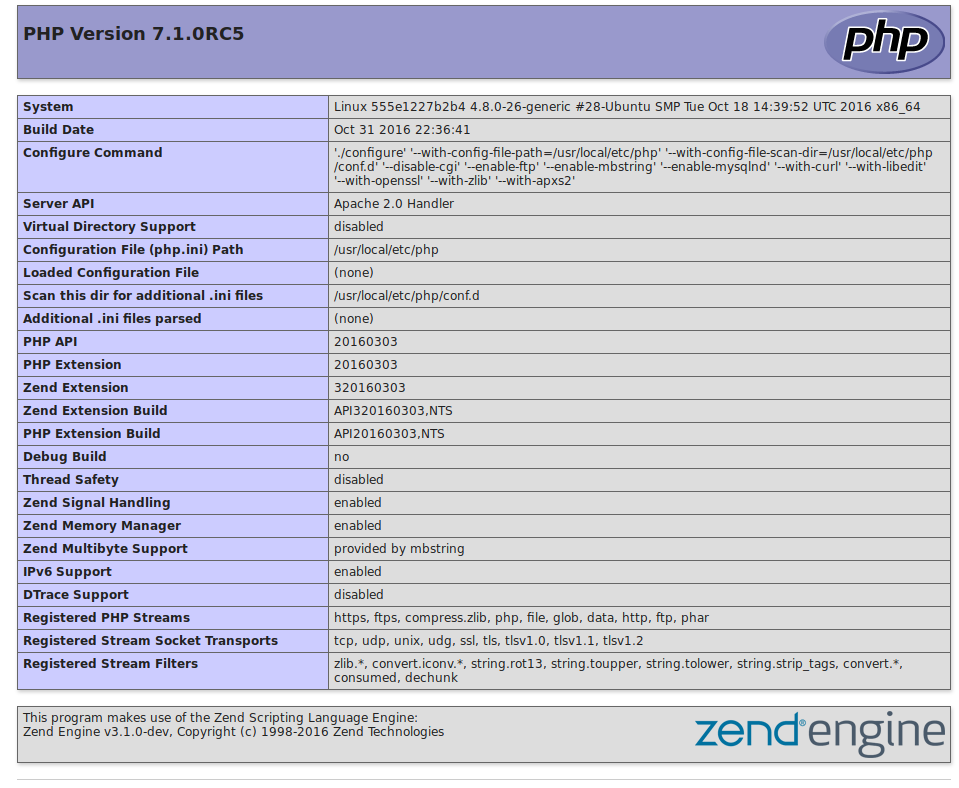 PHP Version 7.1.0RC5
php
System Linux 555e1227b2b4 4.8.0-26-generic #28-Ubuntu SMP Tue Oct 18 14:39:52 UTC 2016 x86_64
Build Date Oct 31 2016 22:36:41
Configure Command './configure' '--with-config-file-path=/usr/local/etc/php' '--with-config-file-scan-dir=/usr/local/etc/php
/conf.d' '--disable-cgi' '--enable-ftp' '--enable-mbstring' '--enable-mysqlnd' '--with-curl' '--with-libedit'
'--with-openssl' '--with-zlib' '--with-apxs2'
Server API Apache 2.0 Handler
Virtual Directory Support disabled
Configuration File (php.ini) Path /usr/local/etc/php
Loaded Configuration File (none)
Scan this dir for additional .ini files /usr/local/etc/php/conf.d
Additional .ini files parsed (none)
PHP API 20160303
PHP Extension 20160303
Zend Extension 320160303
Zend Extension Build API320160303,NTS
PHP Extension Build API20160303,NTS
Debug Build no
Thread Safety disabled
Zend Signal Handling enabled
Zend Memory Manager enabled
Zend Multibyte Support provided by mbstring
IPv6 Support enabled
DTrace Support disabled
Registered PHP Streams https, ftps, compress.zlib, php, file, glob, data, http, ftp, phar
Registered Stream Socket Transports tcp, udp, unix, udg, ssl, tls, tlsv1.0, tlsv1.1, tlsv1.2
Registered Stream Filters zlib.*, convert.iconv.*, string.rot13, string.toupper, string.tolower, string.strip_tags, convert.*,
consumed, dechunk
This program makes use of the Zend Scripting Language Engine:
Zend Engine v3.1.0-dev, Copyright (c) 1998-2016 Zend Technologies
zend®engine